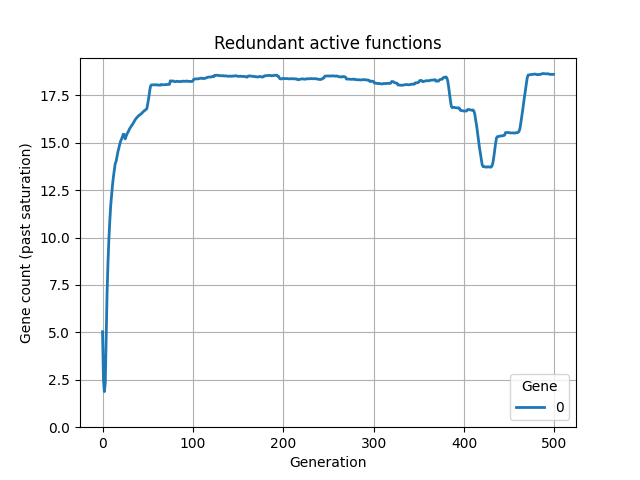 Redundant active functions
Gene count (past saturation)
17.5
15.0
12.5
10.0
7.5
5.0
2.5
0.0
0 100 200 300 400 500
Generation
Gene
0